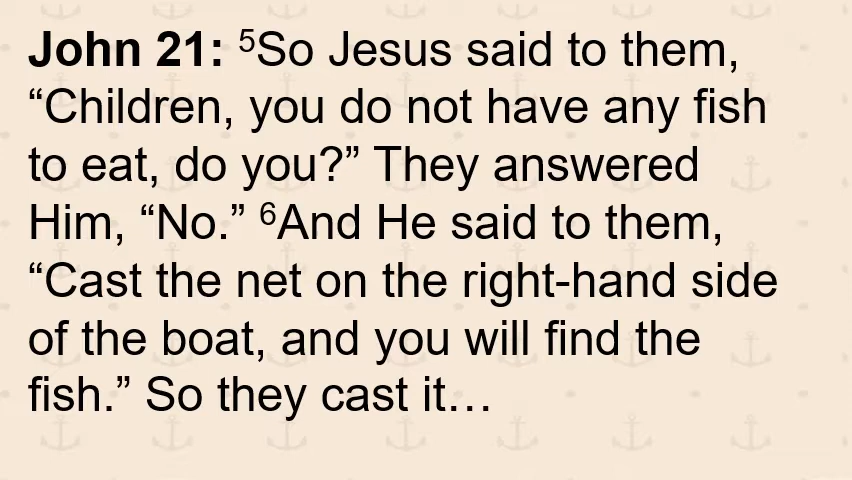 John 21: ⁵So Jesus said to them,
“Children, you do not have any fish
to eat, do you?” They answered
Him, “No.” ⁶And He said to them,
“Cast the net on the right-hand side
of the boat, and you will find the
fish.” So they cast it…